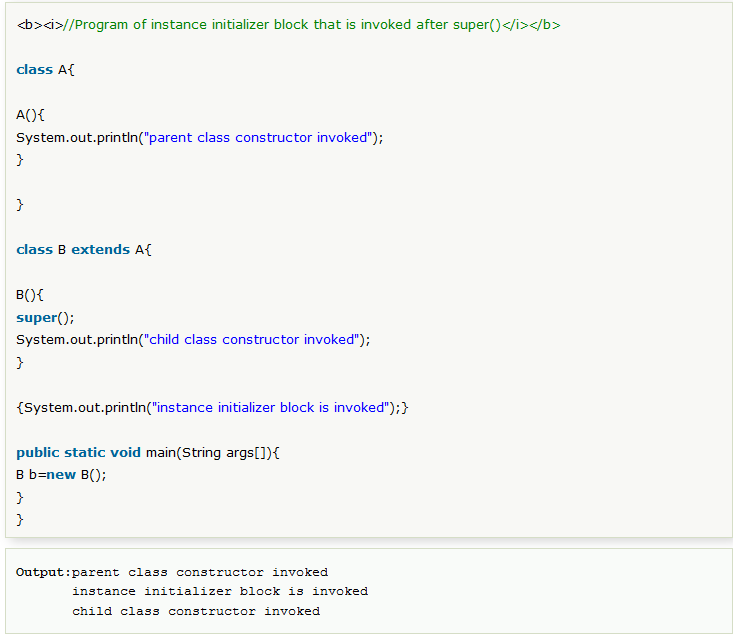 <b><i>//Program of instance initializer block that is invoked after super()</i></b>
class A{
A(){
System.out.println("parent class constructor invoked");
}
}
class B extends A{
B(){
super();
System.out.println("child class constructor invoked");
}
{System.out.println("instance initializer block is invoked");}
public static void main(String args[]){
B b=new B();
}
}
Output:parent class constructor invoked
instance initializer block is invoked
child class constructor invoked